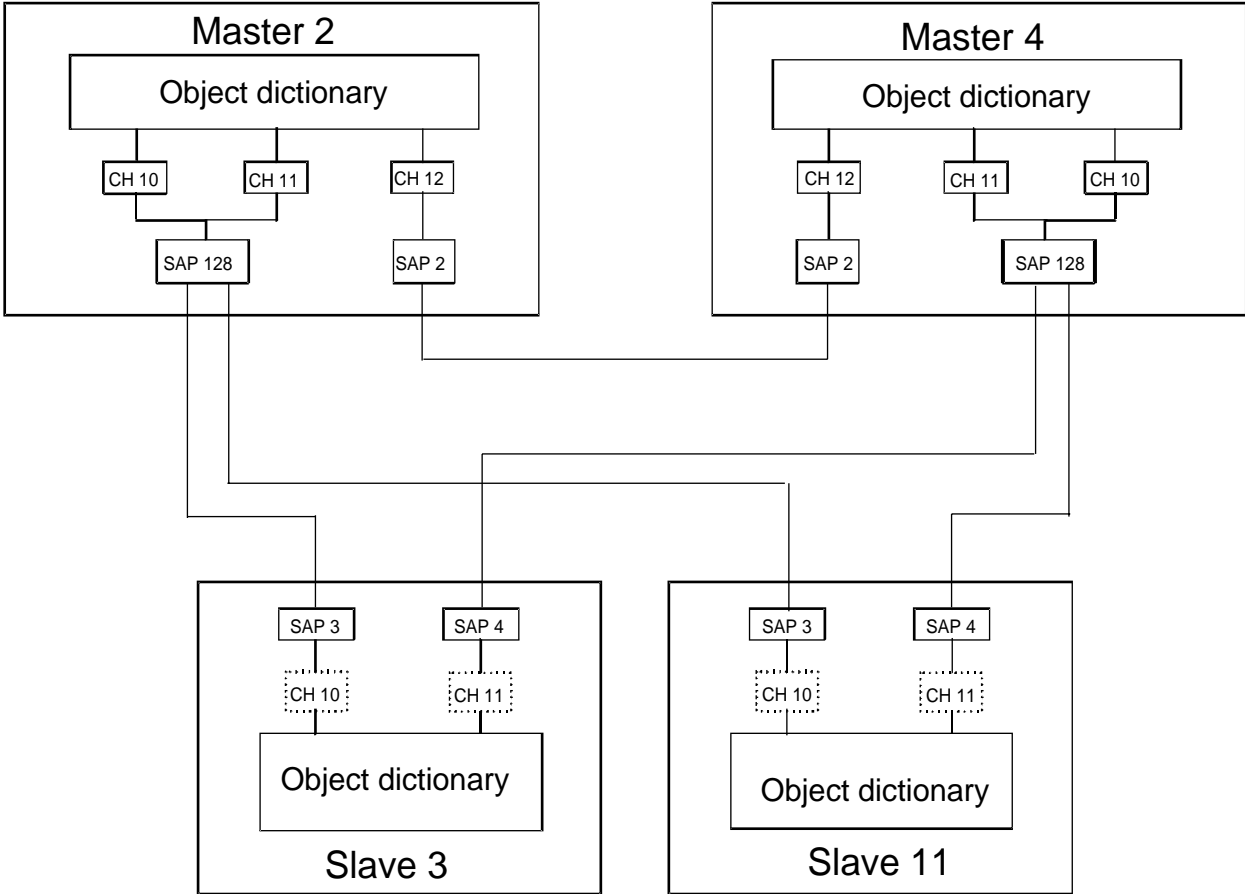 Master 2
Object dictionary
CH 10
CH 11
CH 12
SAP 128
SAP 2
Master 4
Object dictionary
CH 12
CH 11
CH 10
SAP 2
SAP 128
SAP 3
SAP 4
CH 10
CH 11
Object dictionary
Slave 3
SAP 3
SAP 4
CH 10
CH 11
Object dictionary
Slave 11